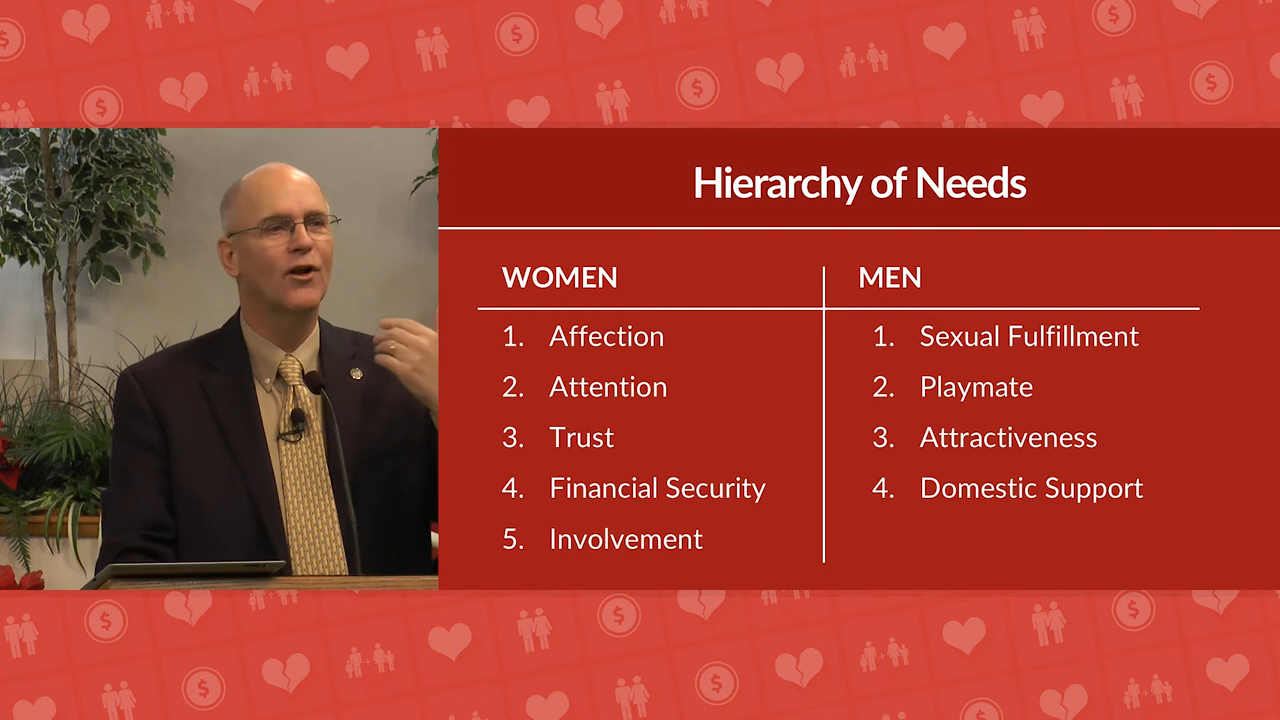 Hierarchy of Needs
WOMEN
1. Affection
2. Attention
3. Trust
4. Financial Security
5. Involvement
MEN
1. Sexual Fulfillment
2. Playmate
3. Attractiveness
4. Domestic Support